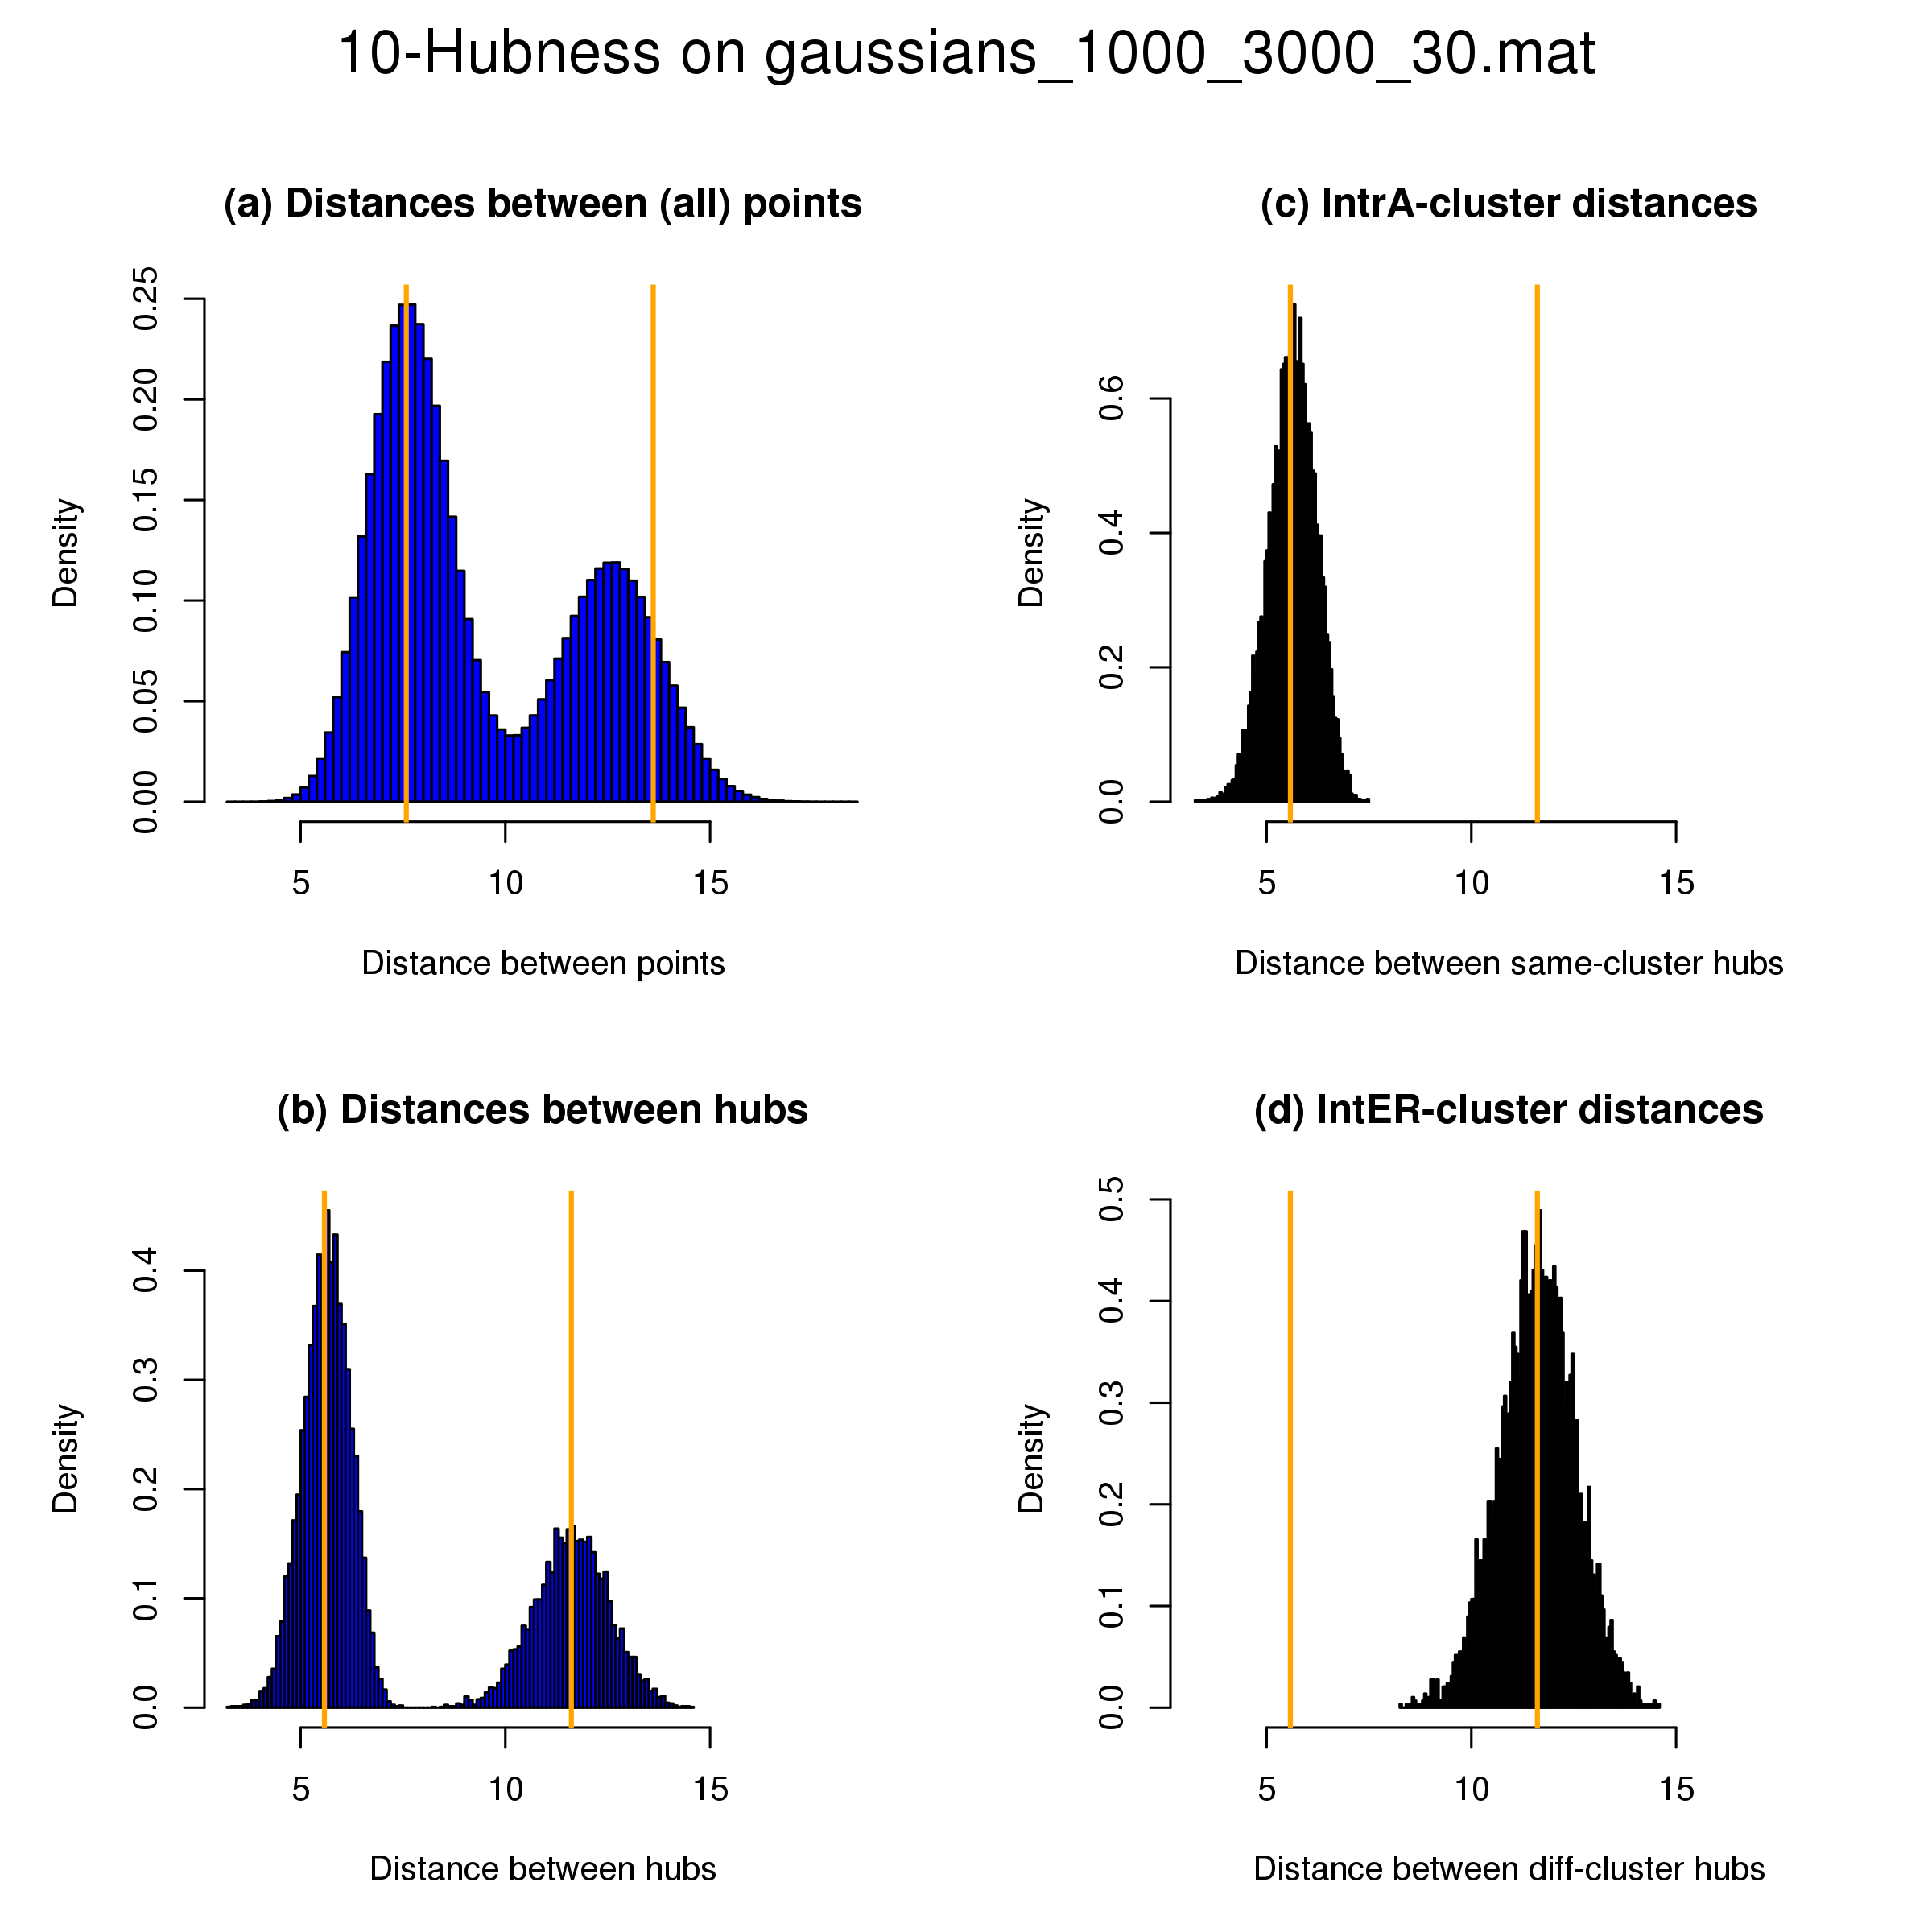 10-Hubness on gaussians_1000_3000_30.mat
(a) Distances between (all) points
Density
0.00 0.05 0.10 0.15 0.20 0.25
5 10 15
Distance between points
(c) IntrA-cluster distances
Density
0.0 0.2 0.4 0.6
5 10 15
Distance between same-cluster hubs
(b) Distances between hubs
Density
0.0 0.1 0.2 0.3 0.4
5 10 15
Distance between hubs
(d) IntER-cluster distances
Density
0.0 0.1 0.2 0.3 0.4 0.5
5 10 15
Distance between diff-cluster hubs